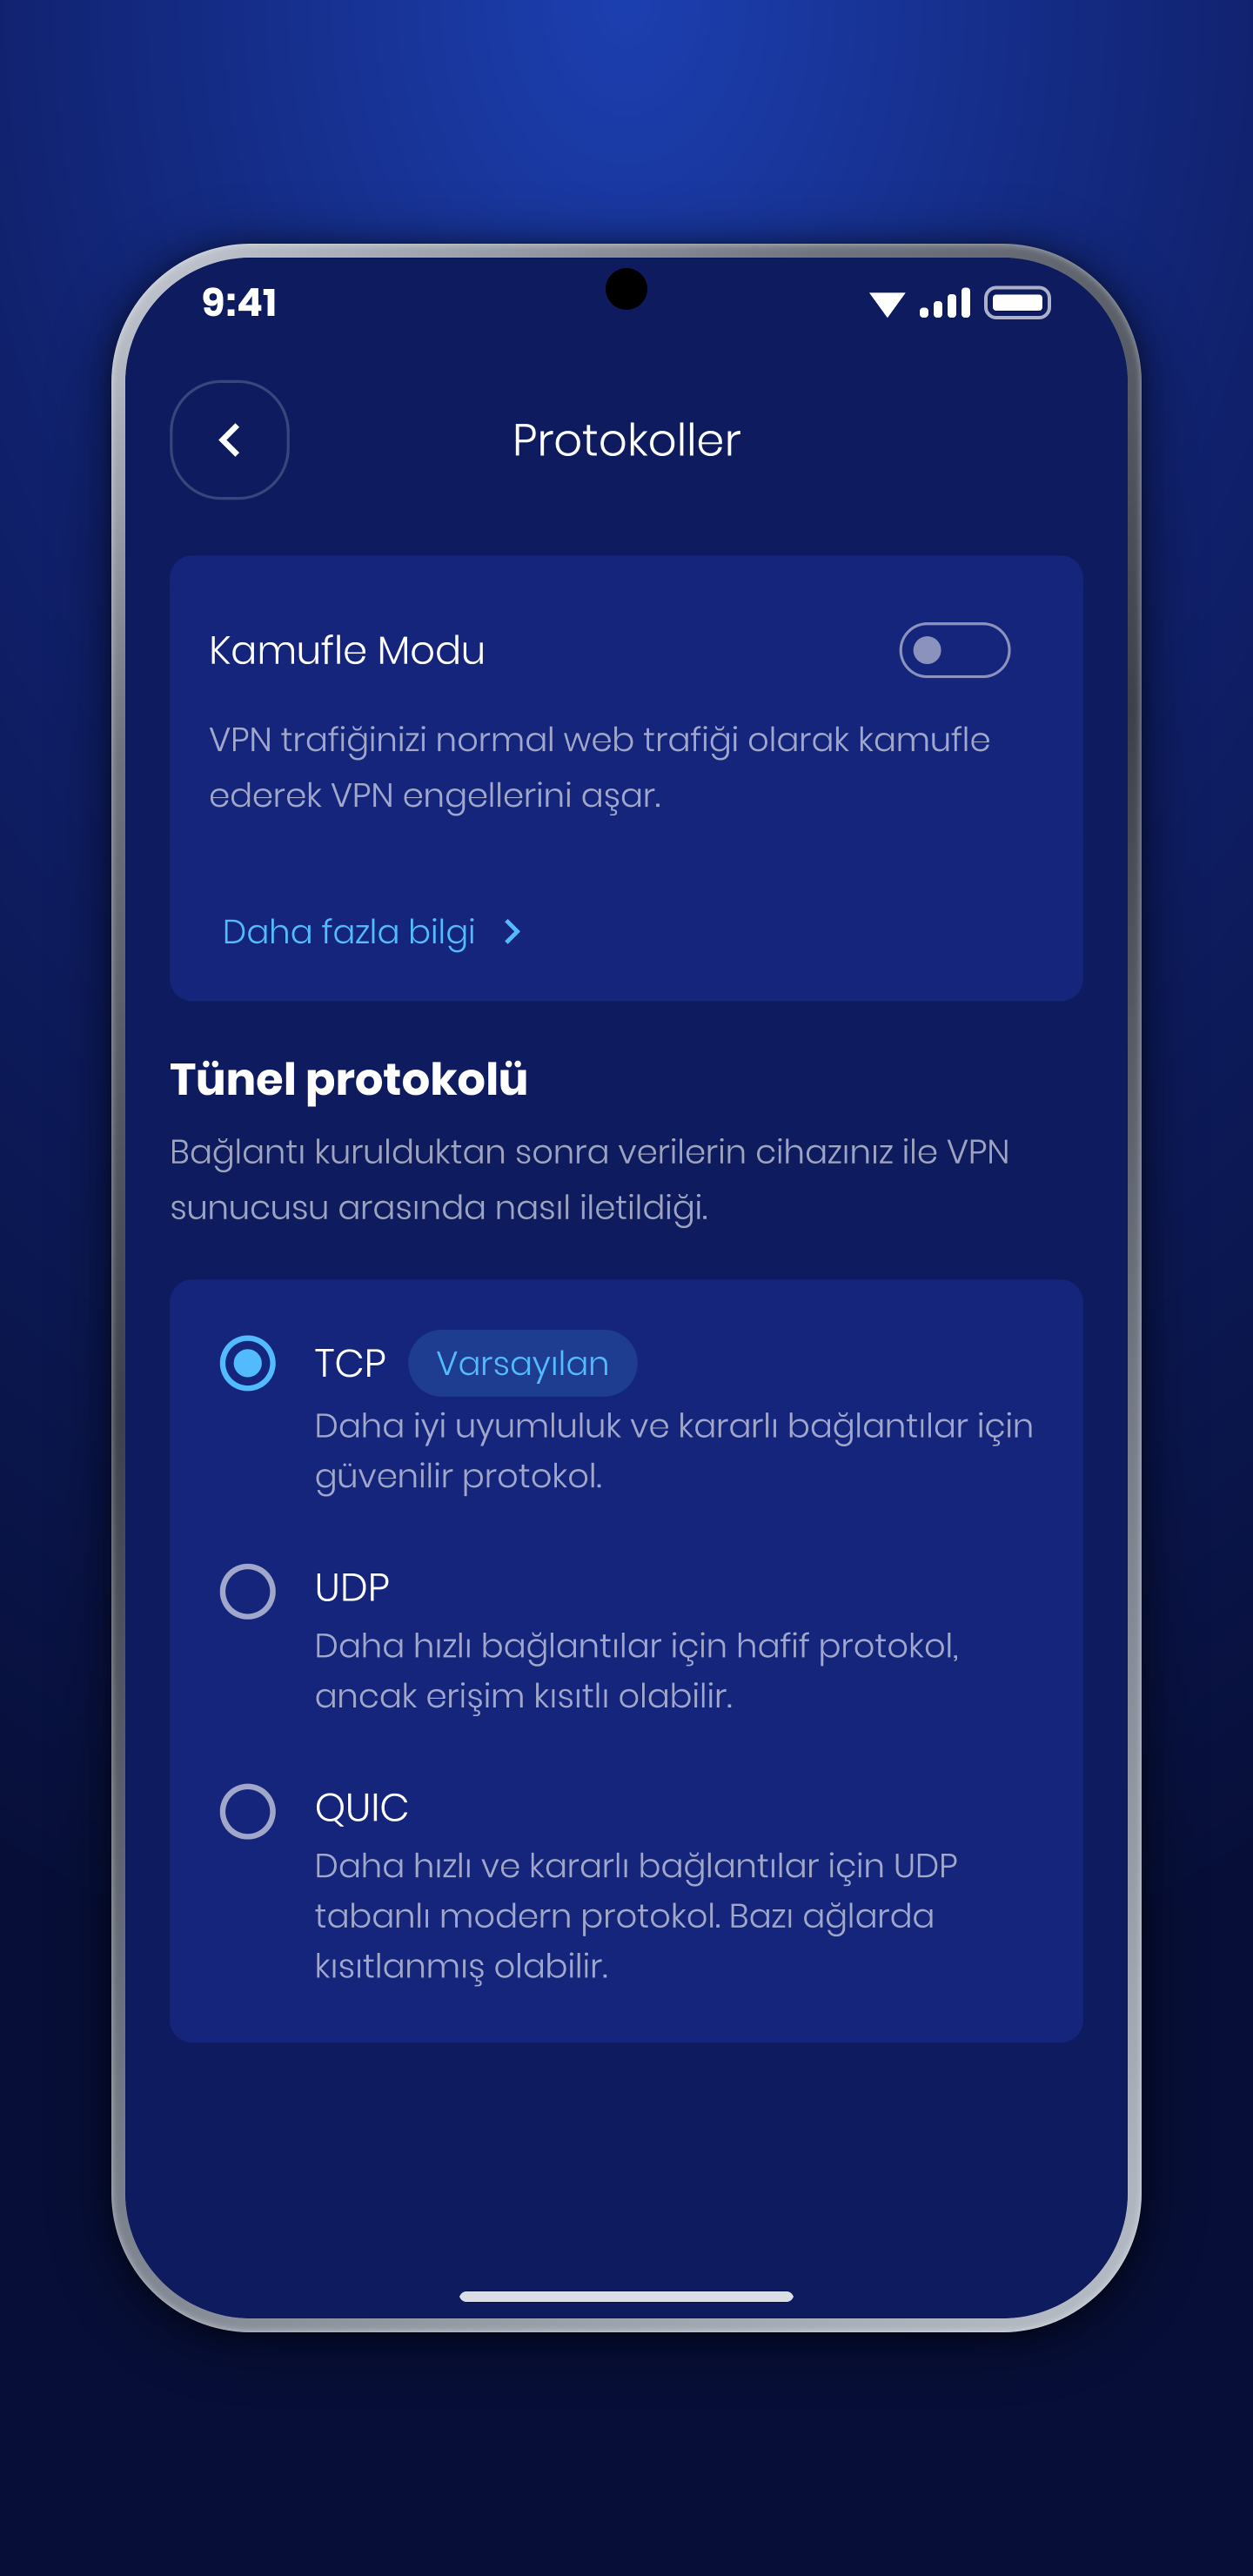 9:41
Protokoller
Kamufle Modu
VPN trafiğinizi normal web trafiği olarak kamufle
ederek VPN engellerini aşar.
Daha fazla bilgi
Tünel protokolü
Bağlantı kurulduktan sonra verilerin cihazınız ile VPN
sunucusu arasında nasıl iletildiği.
TCP Varsayılan
Daha iyi uyumluluk ve kararlı bağlantılar için
güvenilir protokol.
UDP
Daha hızlı bağlantılar için hafif protokol,
ancak erişim kısıtlı olabilir.
QUIC
Daha hızlı ve kararlı bağlantılar için UDP
tabanlı modern protokol. Bazı ağlarda
kısıtlanmış olabilir.